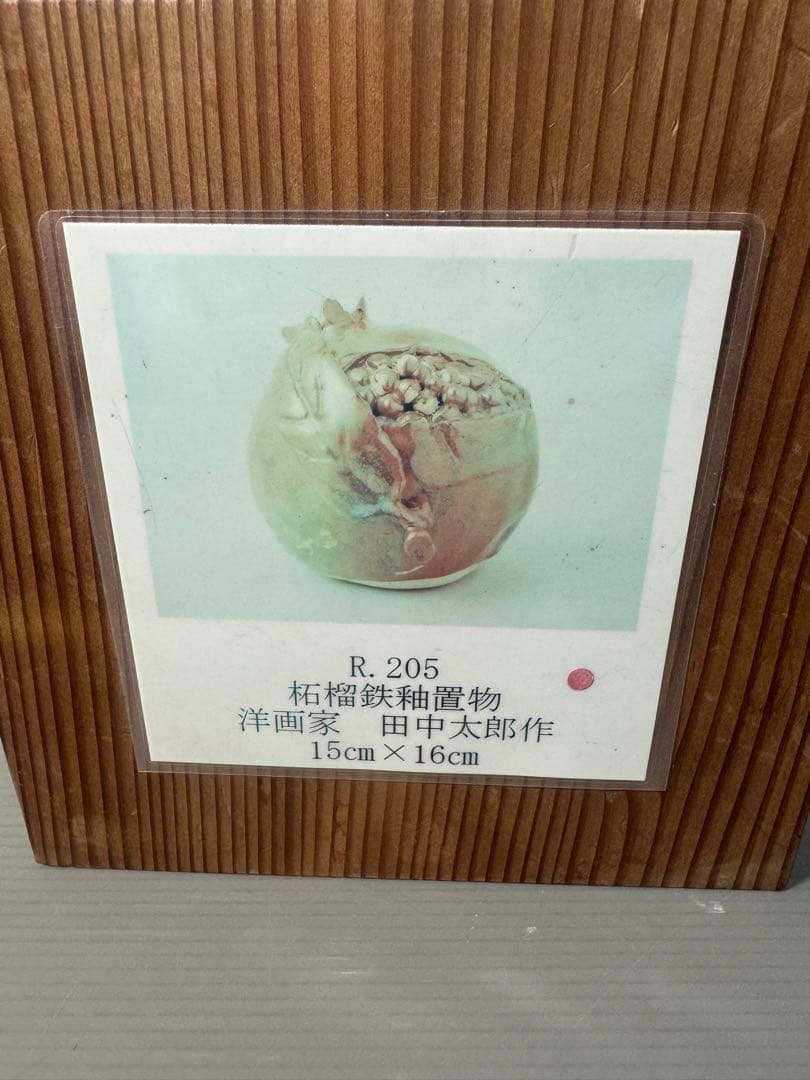 R.205
柘榴鉄釉置物
洋画家　田中太郎作
15cm×16cm